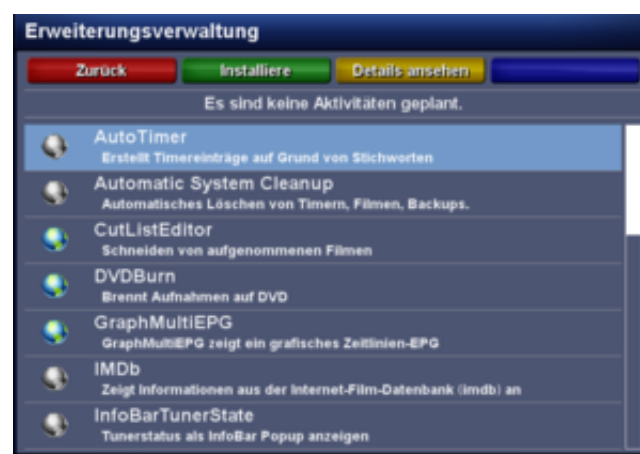 Erweiterungsverwaltung
Zurück Installiere Details ansehen
Es sind keine Aktivitäten geplant.
AutoTimer
Erstellt Timereinträge auf Grund von Stichworten
Automatic System Cleanup
Automatisches Löschen von Timern, Filmen, Backups.
CutListEditor
Schneiden von aufgenommenen Filmen
DVDBurn
Brennt Aufnahmen auf DVD
GraphMultiEPG
GraphMultiEPG zeigt ein grafisches Zeitlinien-EPG
IMDb
Zeigt Informationen aus der Internet-Film-Datenbank (imdb) an
InfoBarTunerState
Tunerstatus als InfoBar Popup anzeigen